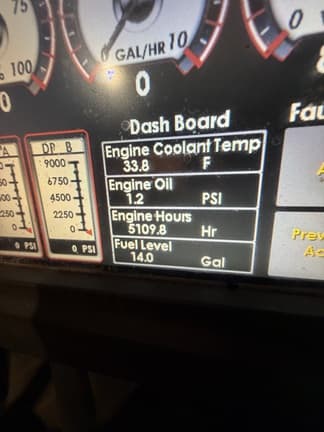 75
100
0
GAL/HR 10
0
0
Dash Board
Engine Coolant Temp
33.8 F
Engine Oil
1.2 PSI
Engine Hours
5109.8 Hr
Fuel Level
14.0 Gal
DP B
9000
6750
4500
2250
0
0 PSI
0 PSI